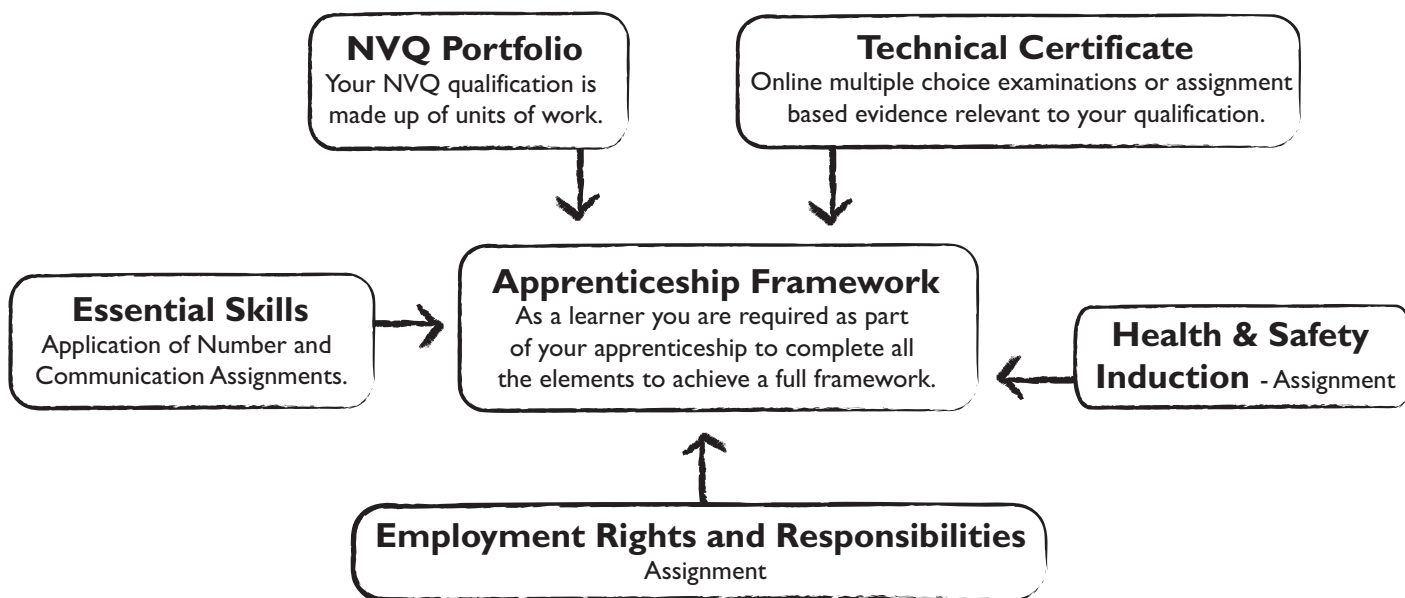 NVQ Portfolio
Your NVQ qualification is
made up of units of work.
Technical Certificate
Online multiple choice examinations or assignment
based evidence relevant to your qualification.
Essential Skills
Application of Number and
Communication Assignments.
Apprenticeship Framework
As a learner you are required as part
of your apprenticeship to complete all
the elements to achieve a full framework.
Health & Safety
Induction - Assignment
Employment Rights and Responsibilities
Assignment